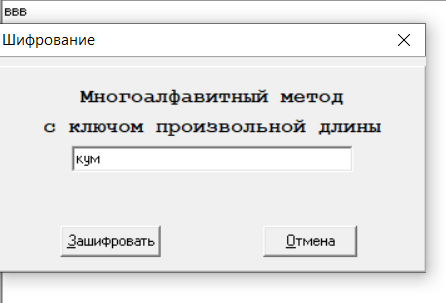 ввв
Шифрование
Многоалфавитный метод
с ключом произвольной длины
кум
Зашифровать Отмена